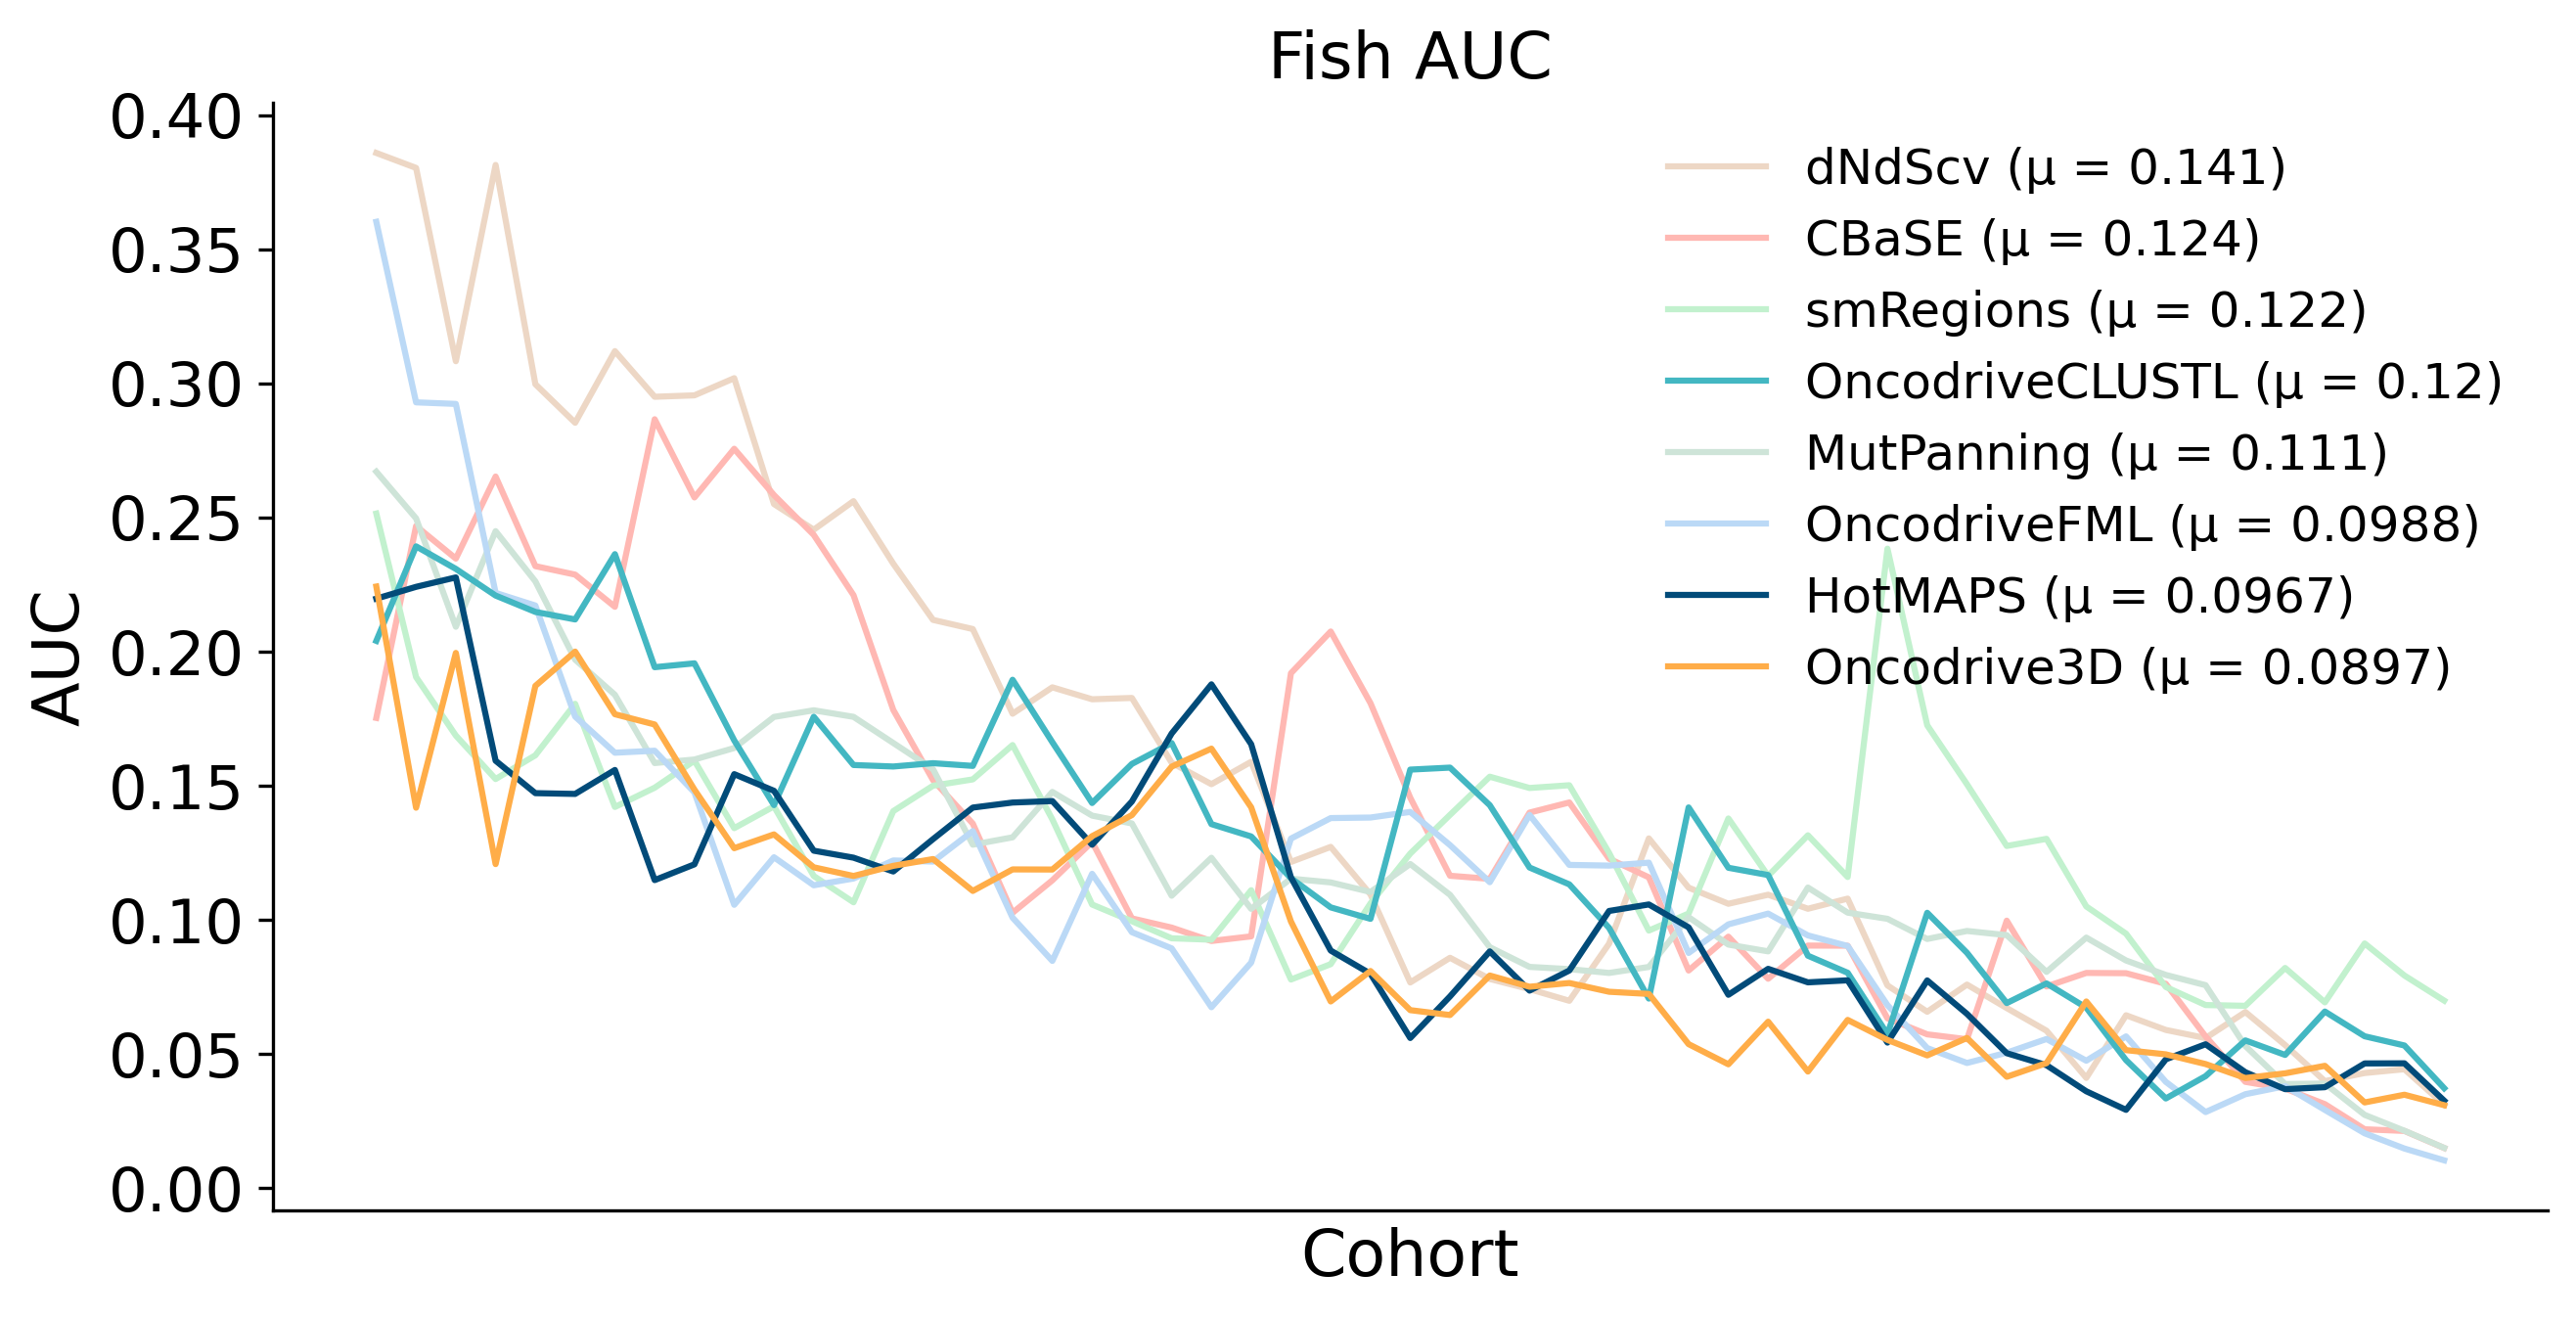 Fish AUC
0.40
0.35
0.30
0.25
0.20
0.15
0.10
0.05
0.00
AUC
Cohort
dNdScv (μ = 0.141)
CBaSE (μ = 0.124)
smRegions (μ = 0.122)
OncodriveCLUSTL (μ = 0.12)
MutPanning (μ = 0.111)
OncodriveFML (μ = 0.0988)
HotMAPS (μ = 0.0967)
Oncodrive3D (μ = 0.0897)